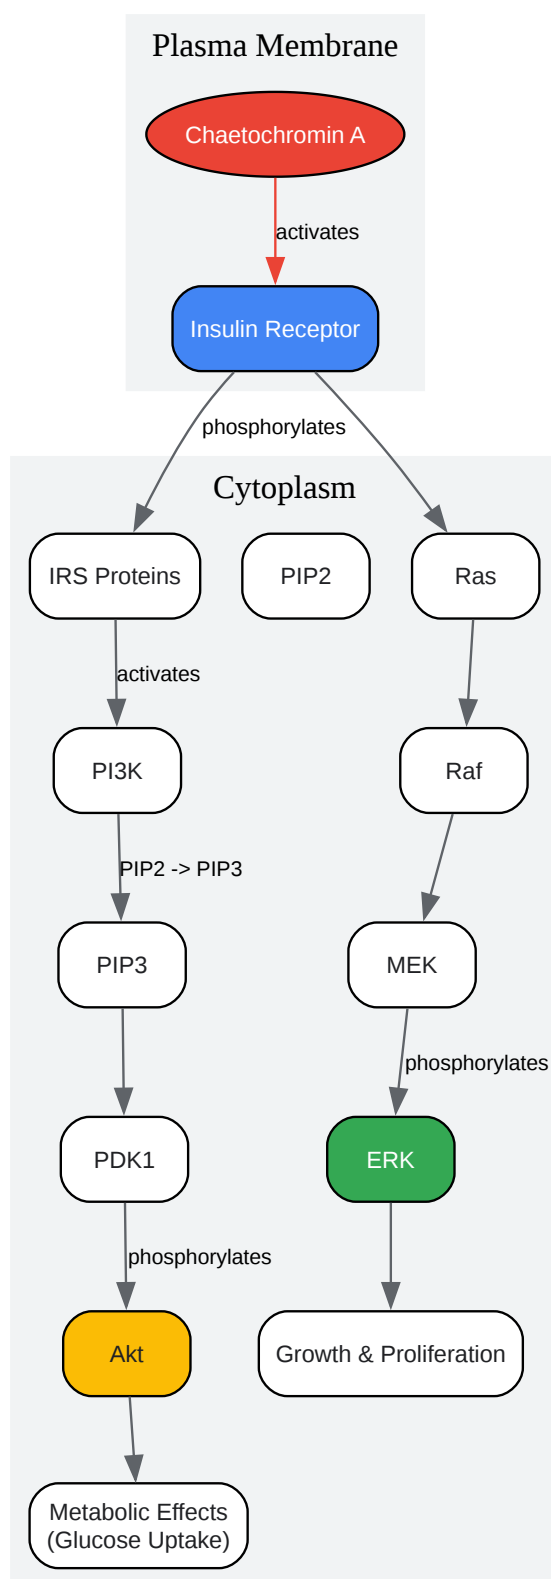 Plasma Membrane
Chaetochromin A
activates
Insulin Receptor
phosphorylates
Cytoplasm
IRS Proteins
PIP2
Ras
activates
PI3K
Raf
PIP2 -> PIP3
PIP3
MEK
phosphorylates
PDK1
ERK
phosphorylates
Akt
Growth & Proliferation
Metabolic Effects
(Glucose Uptake)